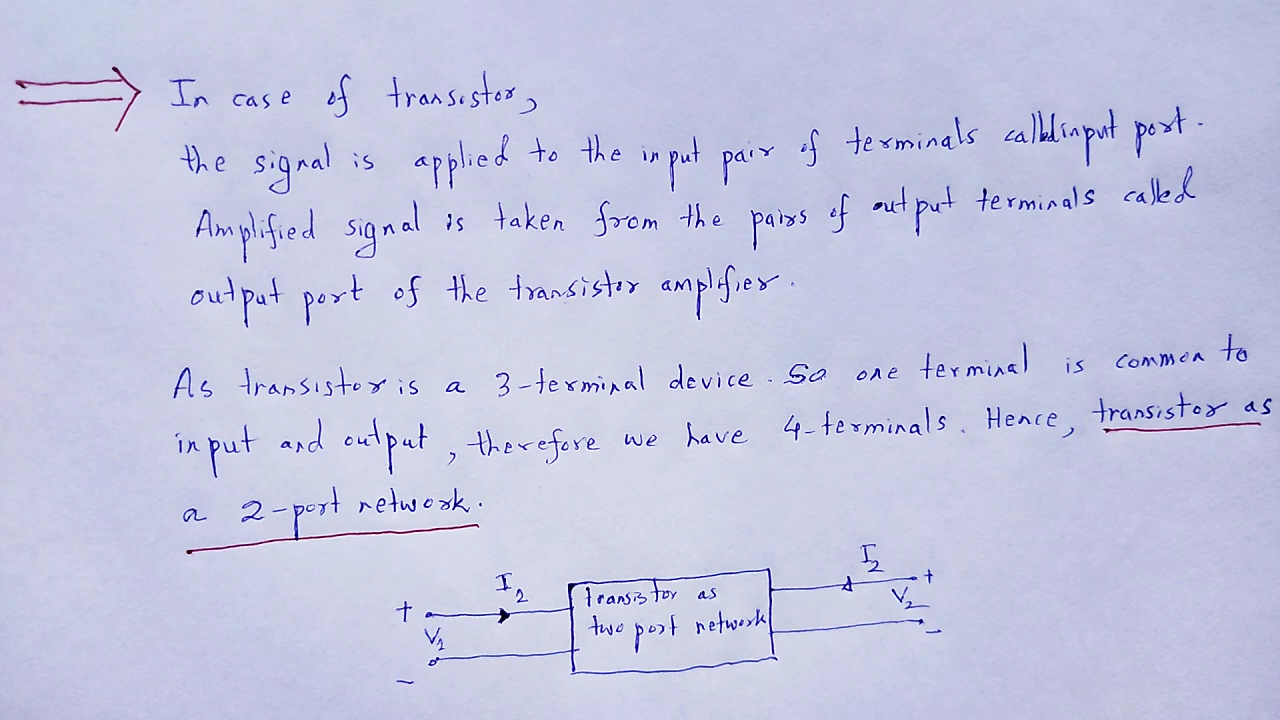 In case of transistor,
the signal is applied to the input pair of terminals called input port.
Amplified signal is taken from the pairs of output terminals called
output port of the transistor amplifier.
As transistor is a 3-terminal device. So one terminal is common to
input and output, therefore we have 4-terminals. Hence, transistor as
a 2-port network.
I2 I2
+ transistor as +
V1 two port network V2
- -